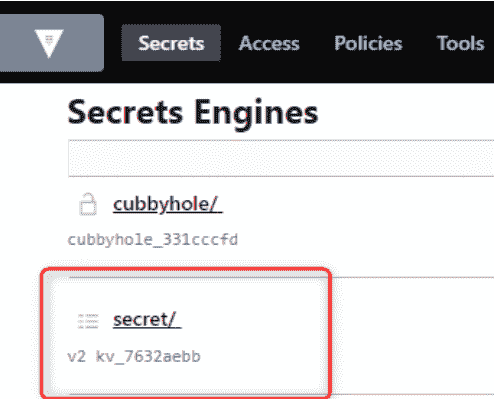 Secrets Access Policies Tools
Secrets Engines
cubbyhole/
cubbyhole_331cccfd
secret/
v2 kv_7632aebb